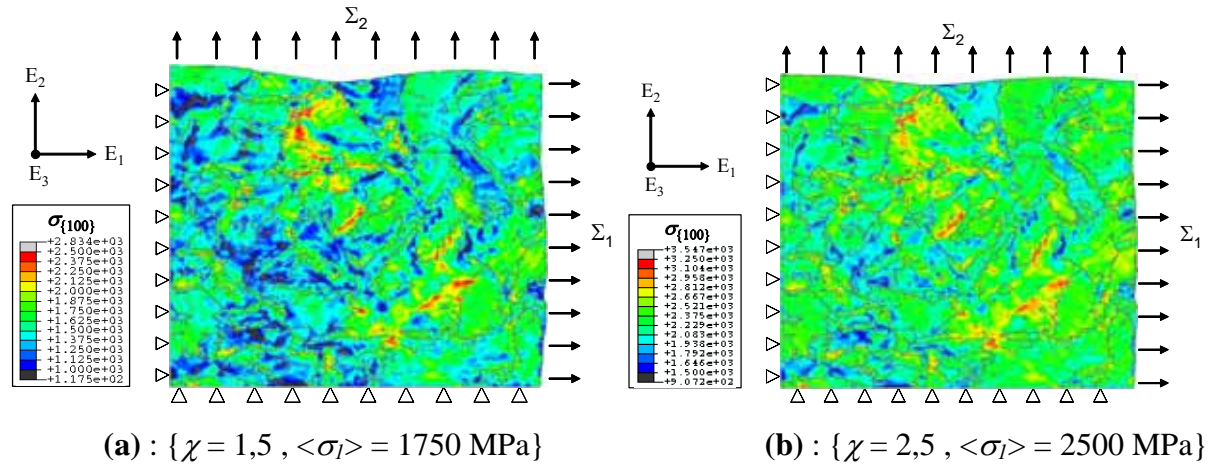 Σ2
Σ2
E2
E1
E3
E2
E1
E3
Σ1
Σ1
σ{100}
+2.834e+03
+2.500e+03
+2.375e+03
+2.250e+03
+2.125e+03
+2.000e+03
+1.875e+03
+1.750e+03
+1.625e+03
+1.500e+03
+1.375e+03
+1.250e+03
+1.125e+03
+1.000e+03
+1.175e+02
σ{100}
+3.547e+03
+3.250e+03
+3.104e+03
+2.958e+03
+2.812e+03
+2.667e+03
+2.521e+03
+2.375e+03
+2.229e+03
+2.083e+03
+1.938e+03
+1.792e+03
+1.646e+03
+1.500e+03
+9.072e+02
(a) : {χ = 1,5 , <σI> = 1750 MPa}
(b) : {χ = 2,5 , <σI> = 2500 MPa}